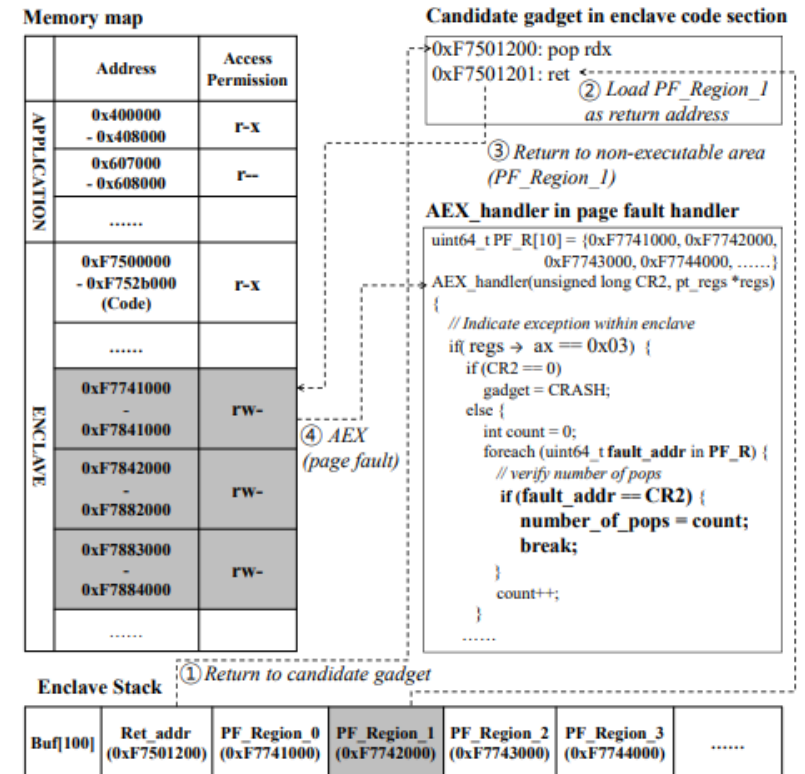 Memory map
Address
Access
Permission
APPLICATION
0x400000
- 0x408000
r-x
0x607000
- 0x608000
r--
......
ENCLAVE
0xF7500000
- 0xF752b000
(Code)
r-x
......
0xF7741000
-
0xF7841000
rw-
0xF7842000
-
0xF7882000
rw-
0xF7883000
-
0xF7884000
rw-
......
Candidate gadget in enclave code section
0xF7501200: pop rdx
0xF7501201: ret
② Load PF_Region_1
as return address
③ Return to non-executable area
(PF_Region_1)
AEX_handler in page fault handler
uint64_t PF_R[10] = {0xF7741000, 0xF7742000,
0xF7743000, 0xF7744000, ......}
AEX_handler(unsigned long CR2, pt_regs *regs)
{
// Indicate exception within enclave
if( regs → ax == 0x03) {
if (CR2 == 0)
gadget = CRASH;
else {
int count = 0;
foreach (uint64_t fault_addr in PF_R) {
// verify number of pops
if (fault_addr == CR2) {
number_of_pops = count;
break;
}
count++;
}
......
④ AEX
(page fault)
① Return to candidate gadget
Enclave Stack
Buf[100]
Ret_addr
(0xF7501200)
PF_Region_0
(0xF7741000)
PF_Region_1
(0xF7742000)
PF_Region_2
(0xF7743000)
PF_Region_3
(0xF7744000)
......